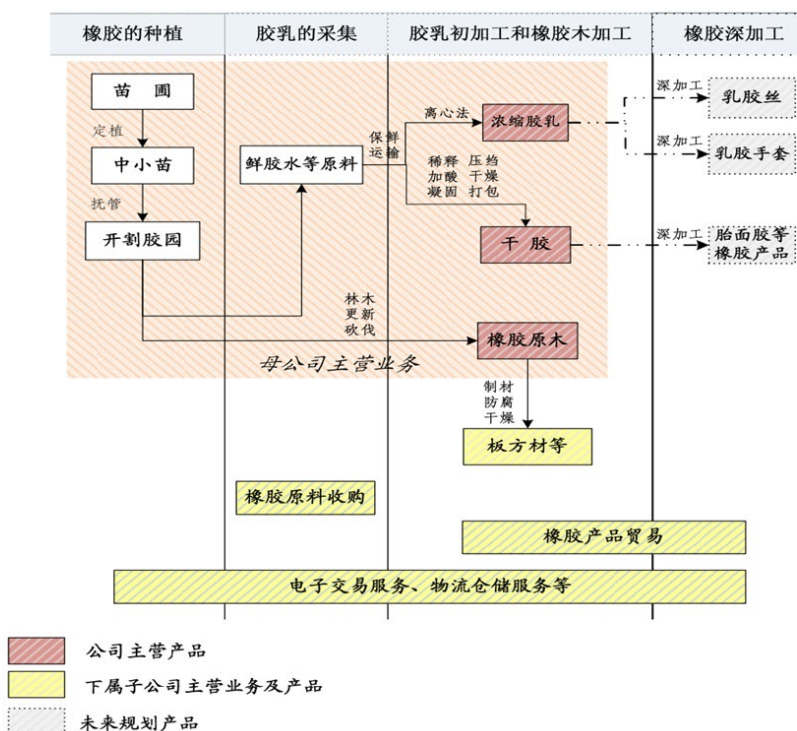 橡胶的种植
胶乳的采集
胶乳初加工和橡胶木加工
橡胶深加工
苗 圃
定植
中小苗
抚管
开割胶园
鲜胶水等原料
保鲜
运输
离心法
浓缩胶乳
稀释 压绉
加酸 干燥
凝固 打包
干 胶
深加工
乳胶丝
深加工
乳胶手套
深加工
胎面胶等
橡胶产品
林木
更新
砍伐
橡胶原木
母公司主营业务
制材
防腐
干燥
板方材等
橡胶原料收购
橡胶产品贸易
电子交易服务、物流仓储服务等
公司主营产品
下属子公司主营业务及产品
未来规划产品